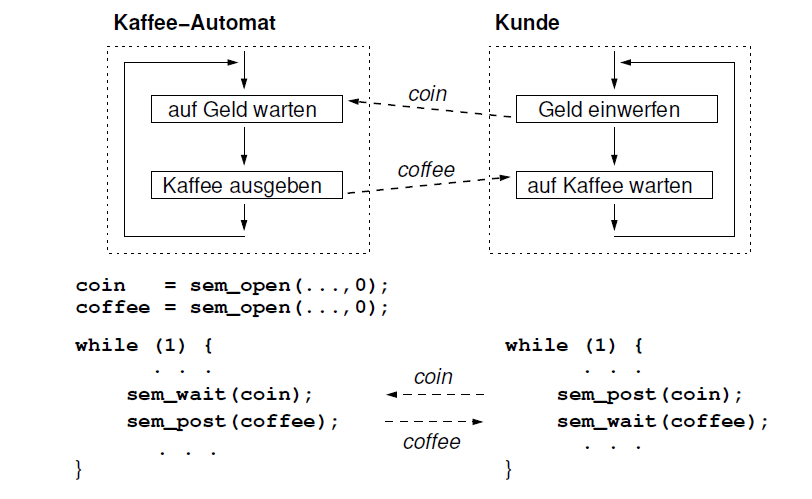 Kaffee–Automat
Kunde
auf Geld warten
coin
Geld einwerfen
Kaffee ausgeben
coffee
auf Kaffee warten
coin   = sem_open(...,0);
coffee = sem_open(...,0);
while (1) {
. . .
sem_wait(coin);
sem_post(coffee);
. . .
}
coin
coffee
while (1) {
. . .
sem_post(coin);
sem_wait(coffee);
. . .
}